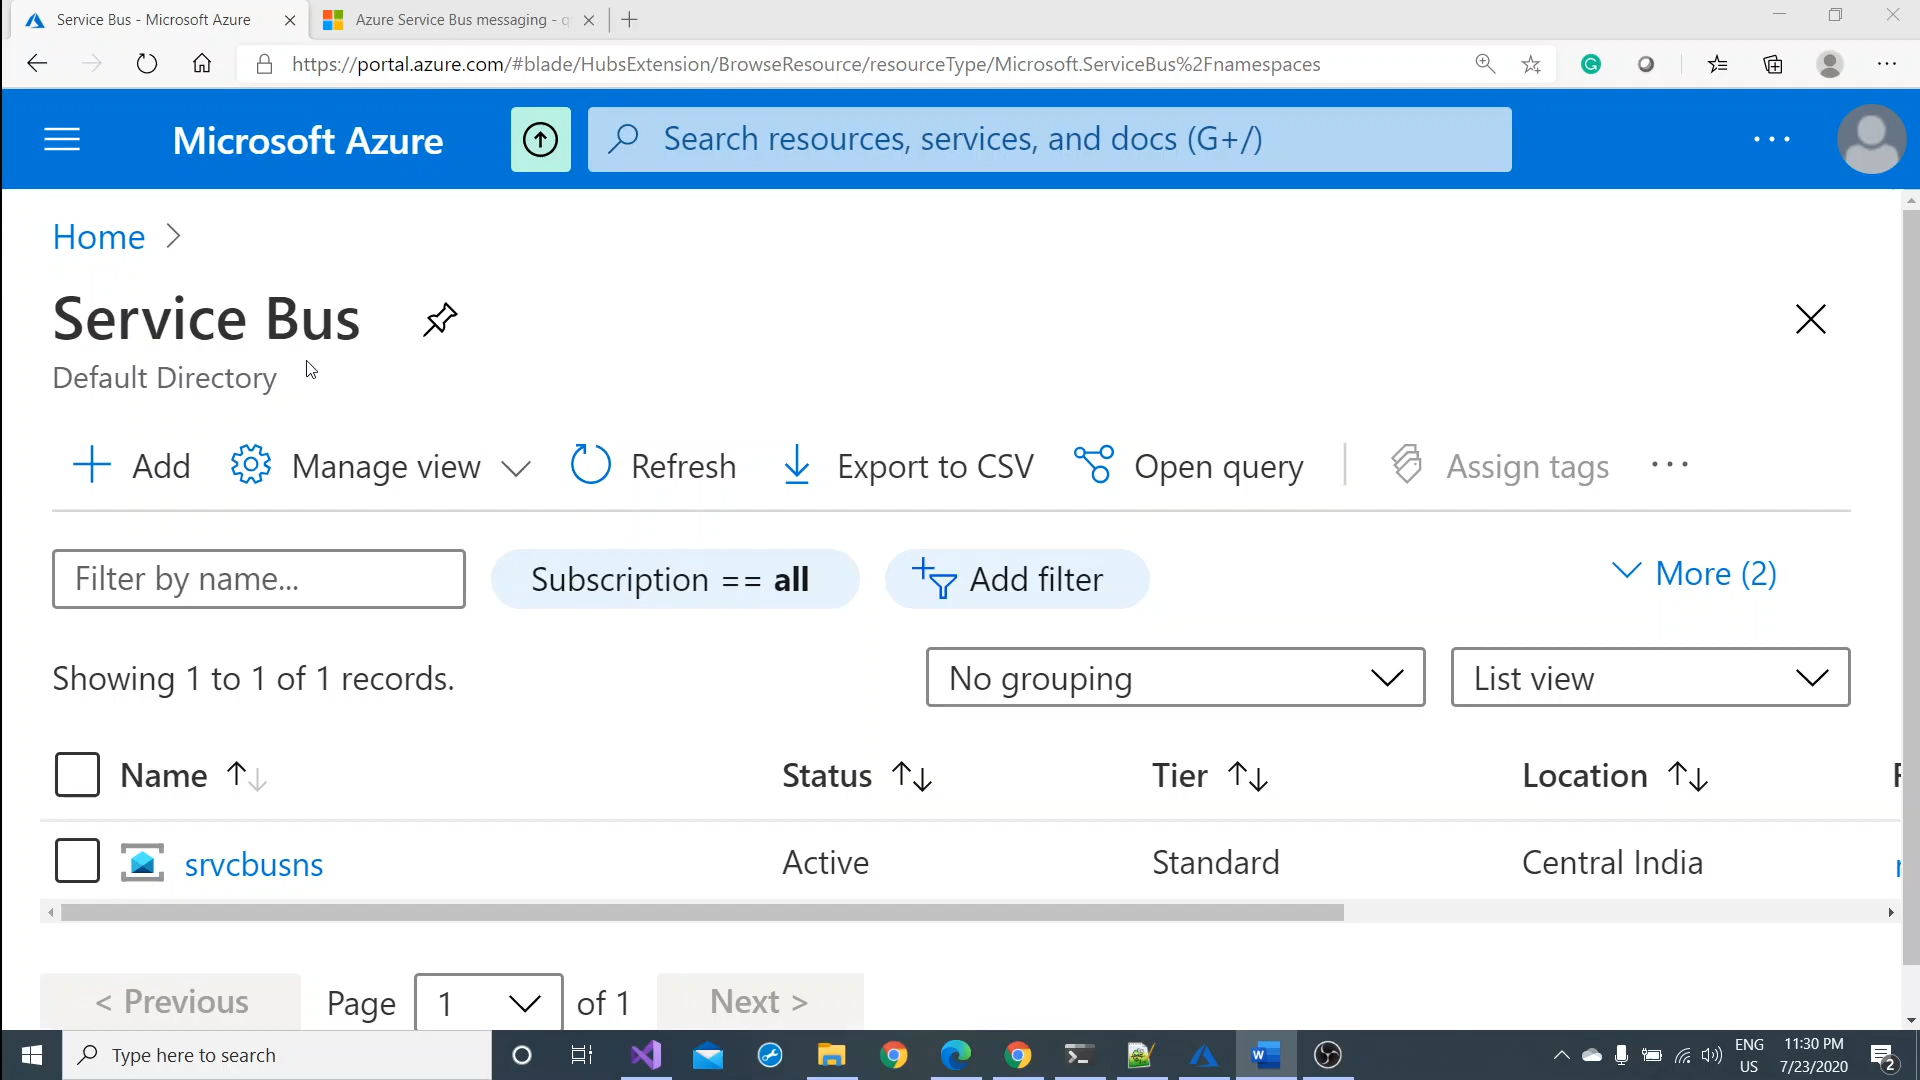 Service Bus - Microsoft Azure
Azure Service Bus messaging -
https://portal.azure.com/#blade/HubsExtension/BrowseResource/resourceType/Microsoft.ServiceBus%2Fnamespaces
Microsoft Azure
Search resources, services, and docs (G+/)
Home
Service Bus
Default Directory
Add
Manage view
Refresh
Export to CSV
Open query
Assign tags
Filter by name...
Subscription == all
Add filter
More (2)
Showing 1 to 1 of 1 records.
No grouping
List view
Name
Status
Tier
Location
srvcbusns
Active
Standard
Central India
< Previous
Page
1
of 1
Next >
Type here to search
ENG
US
11:30 PM
7/23/2020
2